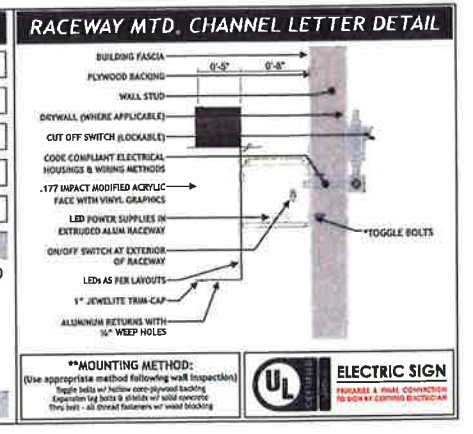 RACEWAY MTD. CHANNEL LETTER DETAIL
BUILDING FASCIA
0'-5" 0'-8"
PLYWOOD BACKING
WALL STUD
DRYWALL (WHERE APPLICABLE)
CUT OFF SWITCH (LOCKABLE)
CODE COMPLIANT ELECTRICAL
HOUSINGS & WIRING METHODS
.177 IMPACT MODIFIED ACRYLIC
FACE WITH VINYL GRAPHICS
LED POWER SUPPLIES IN
EXTRUDED ALUM RACEWAY
*TOGGLE BOLTS
ON/OFF SWITCH AT EXTERIOR
OF RACEWAY
LEDs AS PER LAYOUTS
1" JEWELITE TRIM-CAP
ALUMINUM RETURNS WITH
¼" WEEP HOLES
**MOUNTING METHOD:
(Use appropriate method following wall inspection)
Toggle bolts w/ hollow core-plywood backing
Expansion lag bolts & shields w/ solid concrete
Thru bolt - all thread fasteners w/ wood blocking
UL
CERTIFIED
ELECTRIC SIGN
PRIMARIES & FINAL CONNECTION
TO SIGN BY CERTIFIED ELECTRICIAN